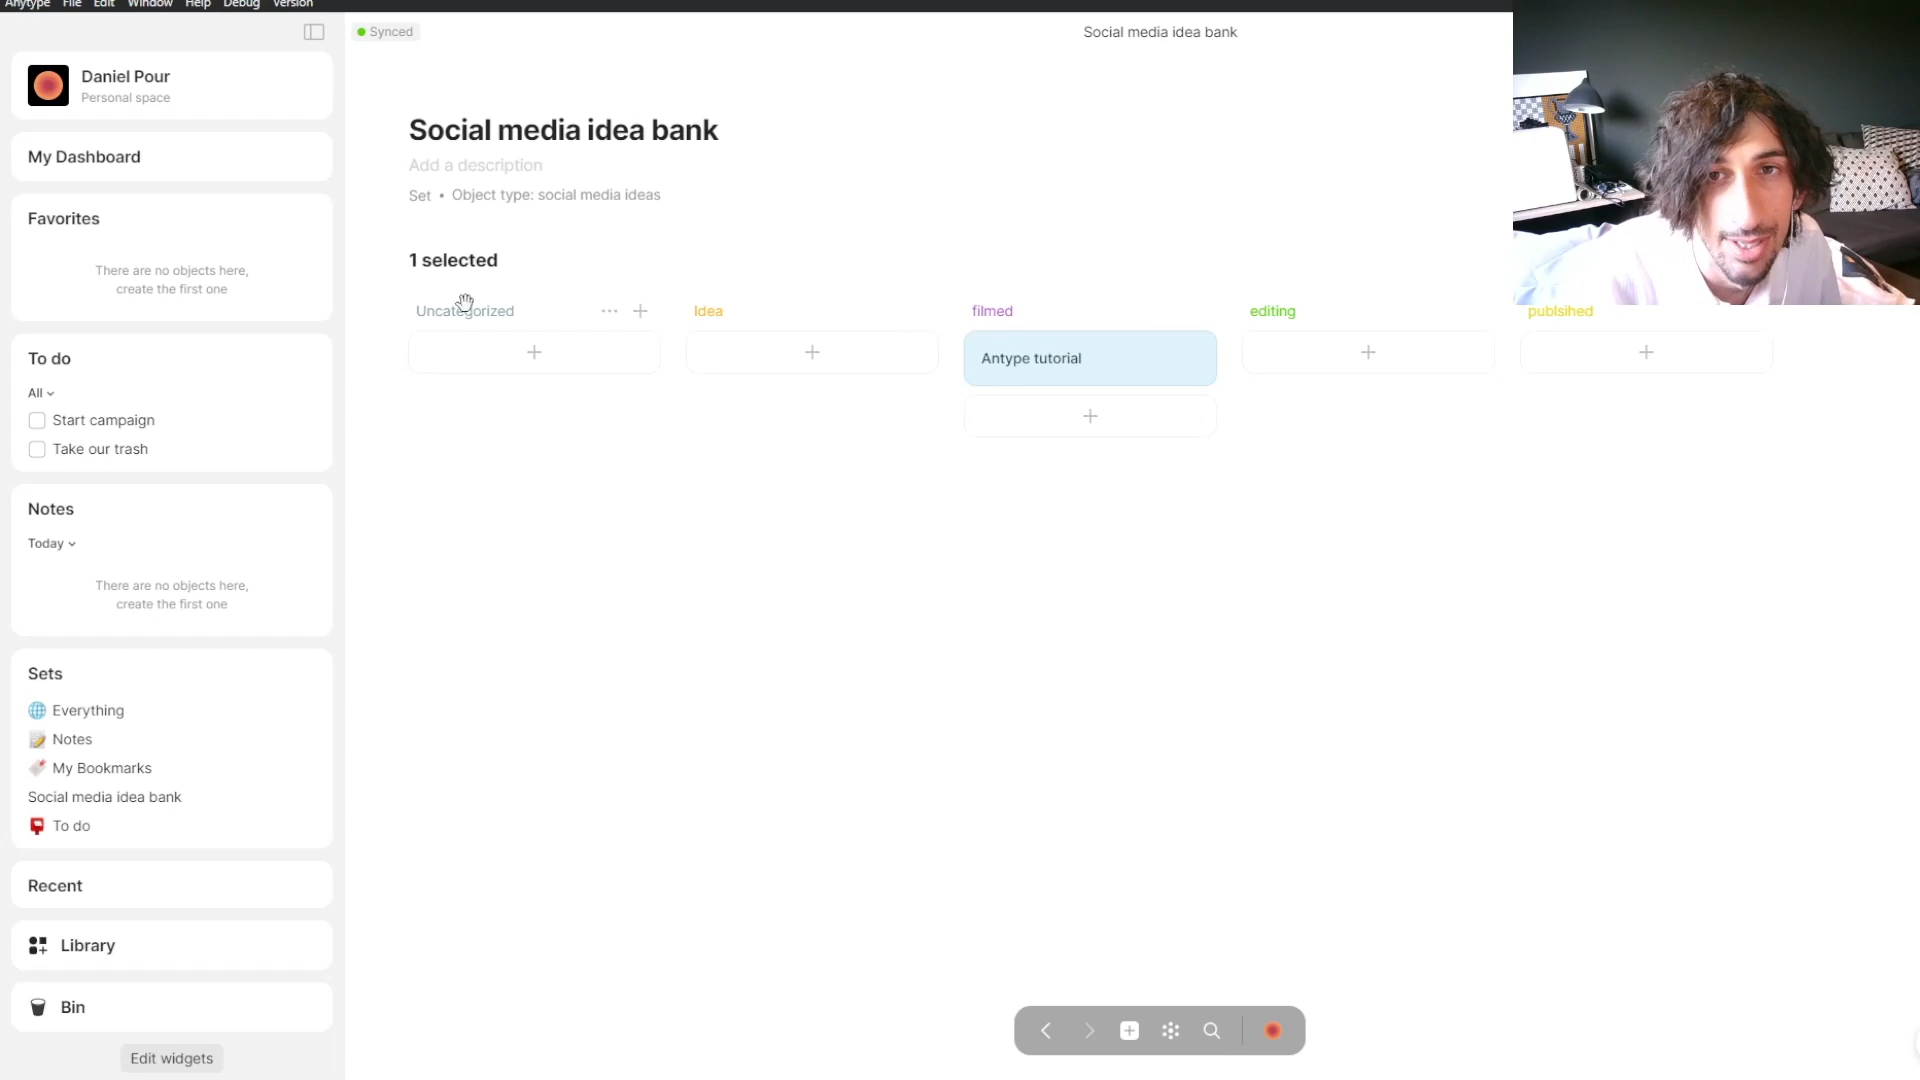 Anytype File Edit Window Help Debug Version
Synced
Social media idea bank
Daniel Pour
Personal space
My Dashboard
Favorites
There are no objects here,
create the first one
To do
All
Start campaign
Take our trash
Notes
Today
There are no objects here,
create the first one
Sets
Everything
Notes
My Bookmarks
Social media idea bank
To do
Recent
Library
Bin
Edit widgets
Social media idea bank
Add a description
Set • Object type: social media ideas
1 selected
Uncategorized
Idea
filmed
editing
publsihed
Antype tutorial